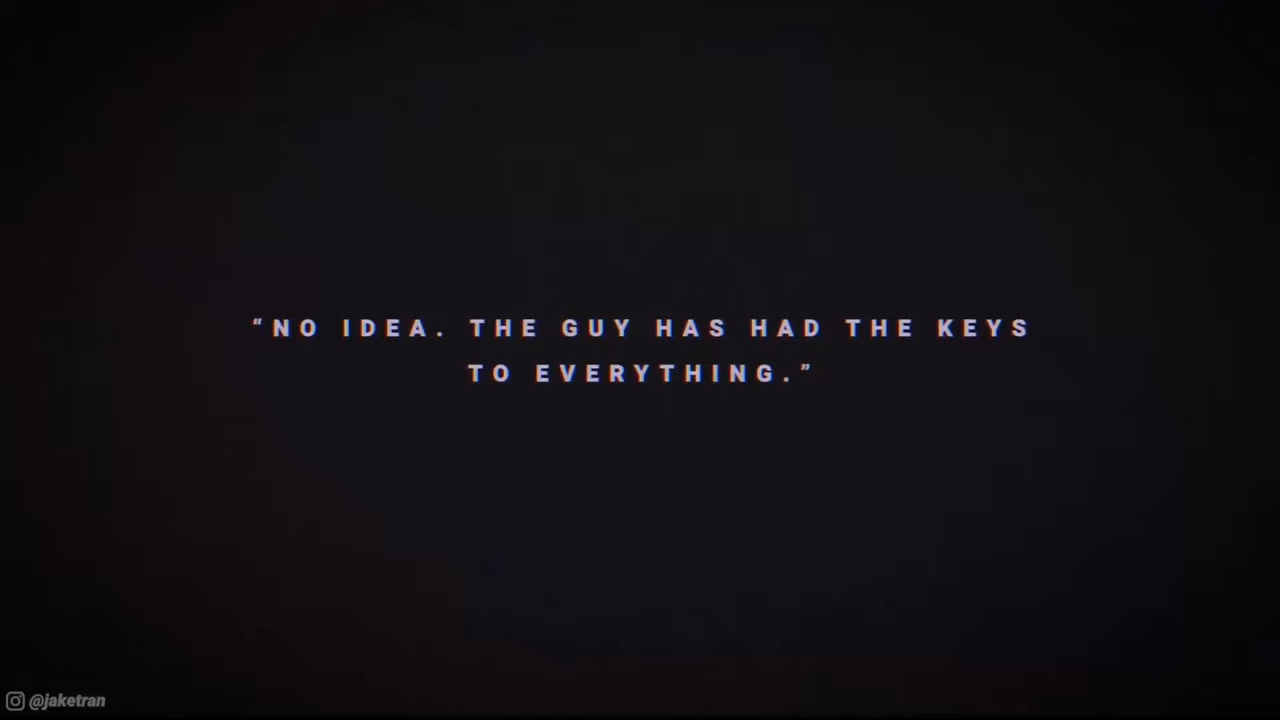 “NO IDEA. THE GUY HAS HAD THE KEYS
TO EVERYTHING.”
@jaketran